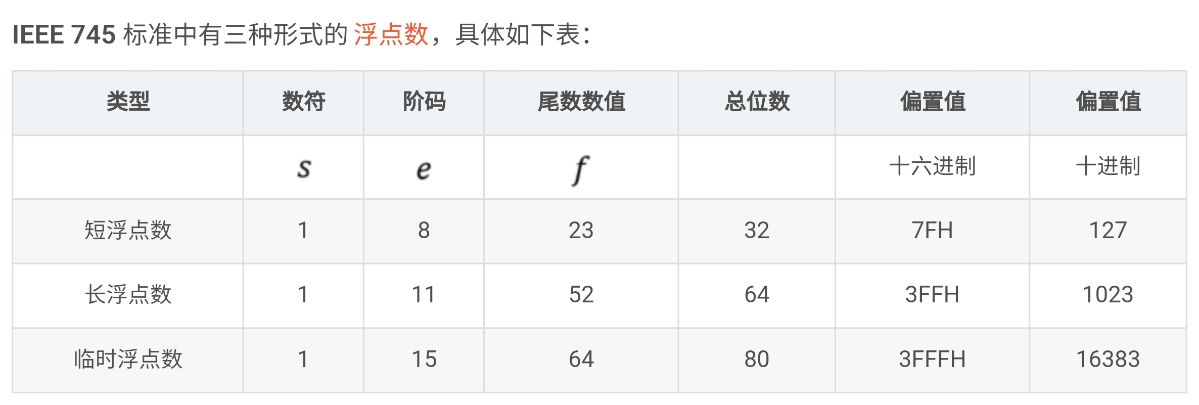 IEEE 745 标准中有三种形式的 浮点数，具体如下表：
类型 数符 阶码 尾数数值 总位数 偏置值 偏置值
s e f 十六进制 十进制
短浮点数 1 8 23 32 7FH 127
长浮点数 1 11 52 64 3FFH 1023
临时浮点数 1 15 64 80 3FFFH 16383